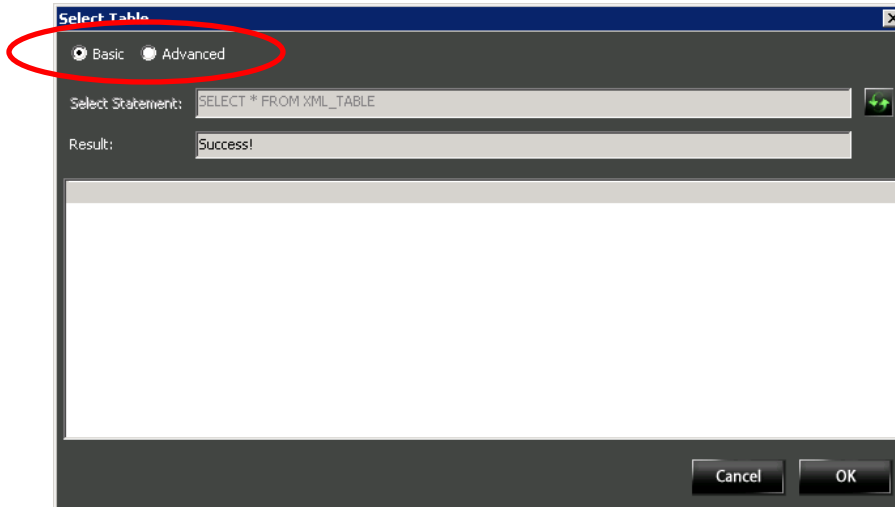 Select Table
Basic Advanced
Select Statement: SELECT * FROM XML_TABLE
Result: Success!
Cancel OK